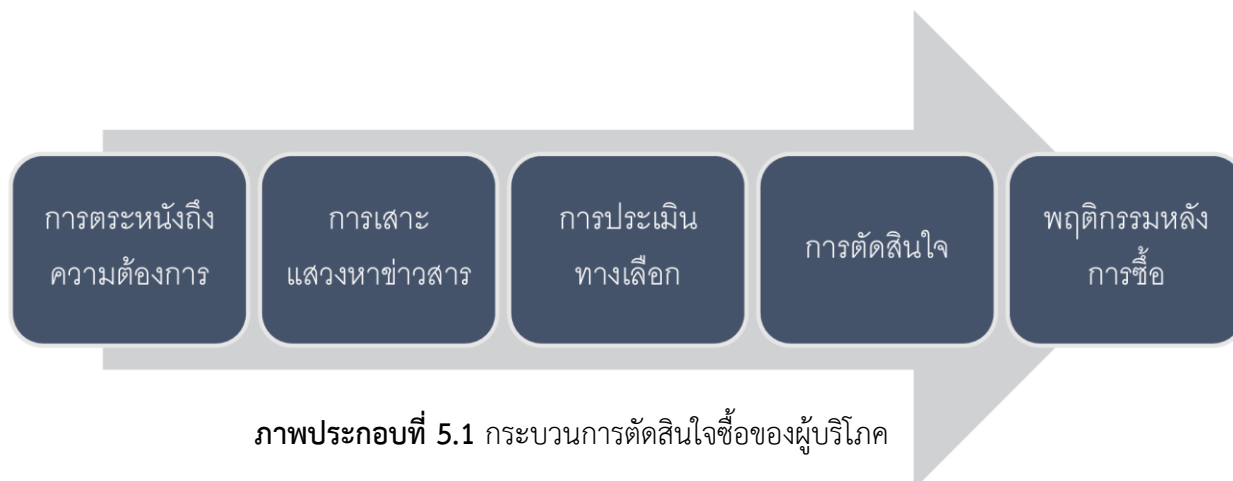 การตระหนังถึง
ความต้องการ
การเสาะ
แสวงหาข่าวสาร
การประเมิน
ทางเลือก
การตัดสินใจ
พฤติกรรมหลัง
การซื้อ
ภาพประกอบที่ 5.1 กระบวนการตัดสินใจซื้อของผู้บริโภค